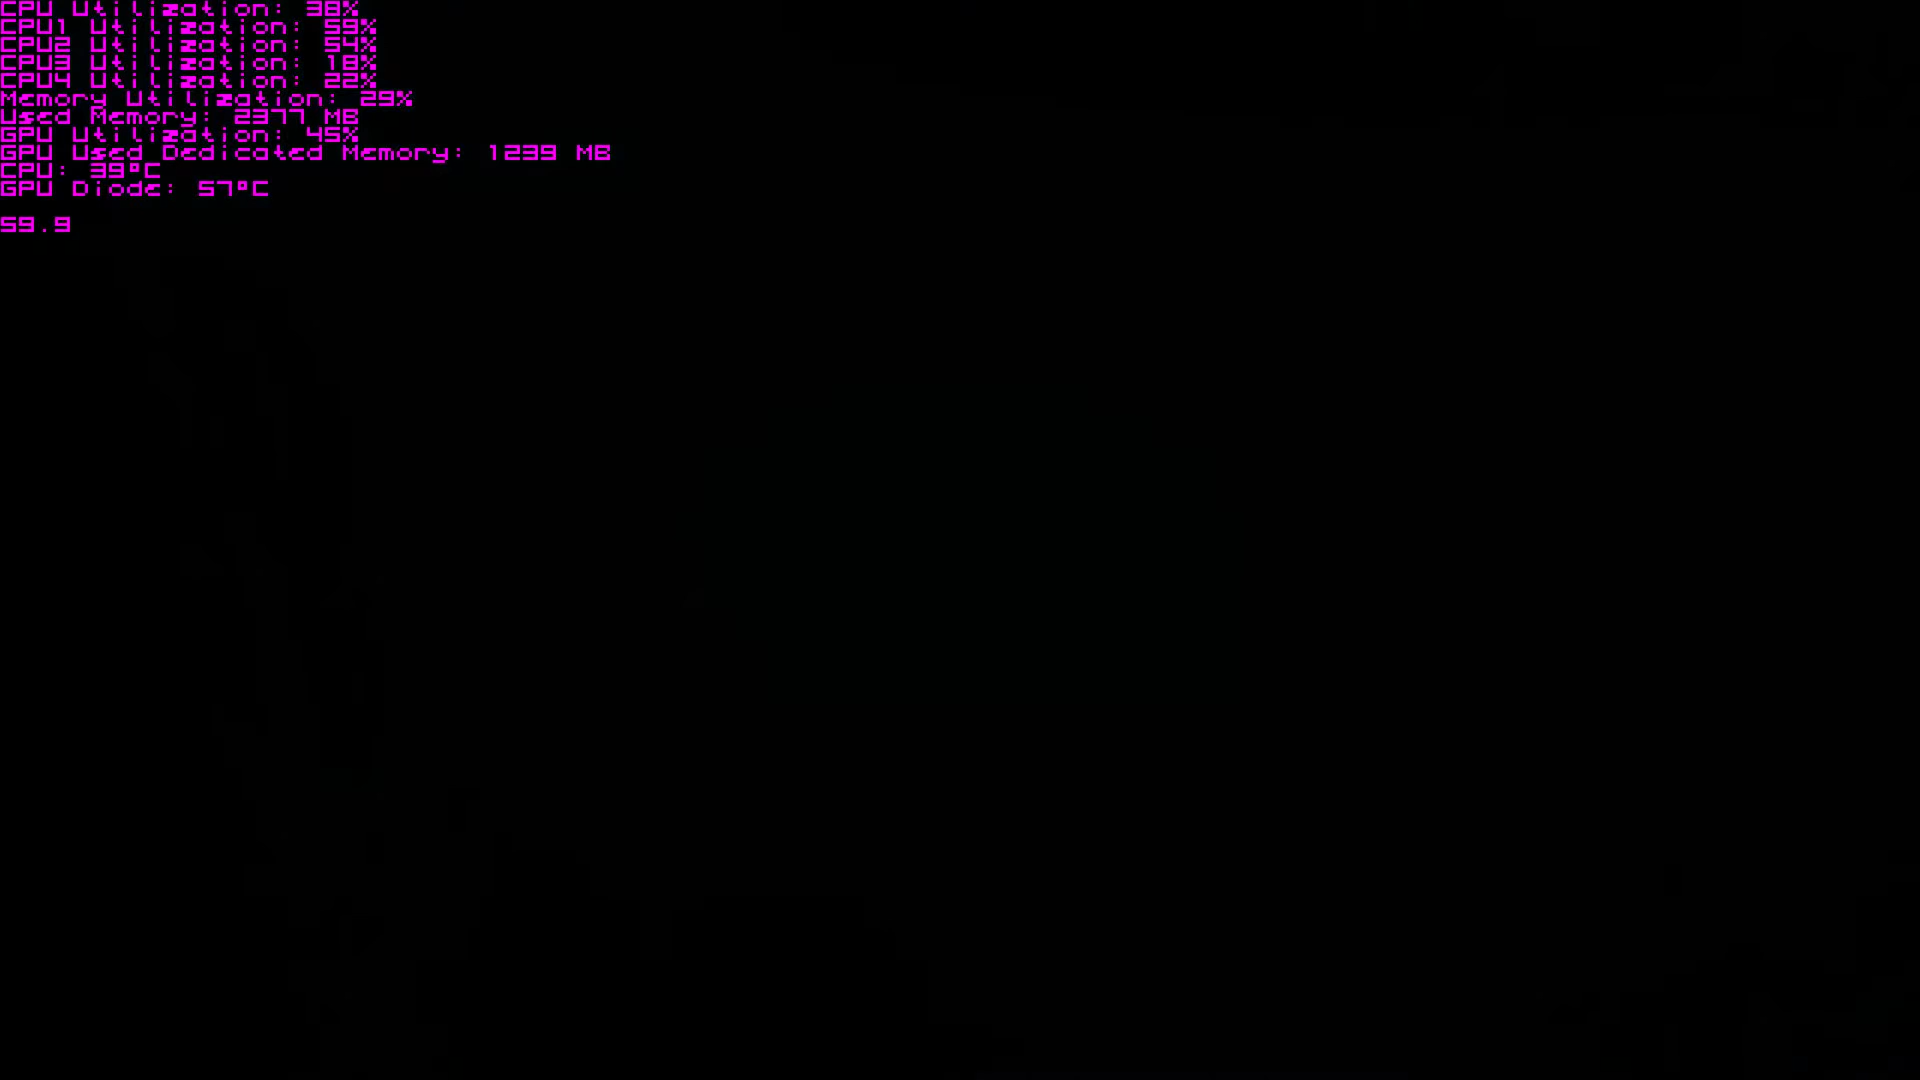 CPU Utilization: 38%
CPU1 Utilization: 59%
CPU2 Utilization: 54%
CPU3 Utilization: 18%
CPU4 Utilization: 22%
Memory Utilization: 29%
Used Memory: 2377 MB
GPU Utilization: 45%
GPU Used Dedicated Memory: 1239 MB
CPU: 39°C
GPU Diode: 57°C
59.9